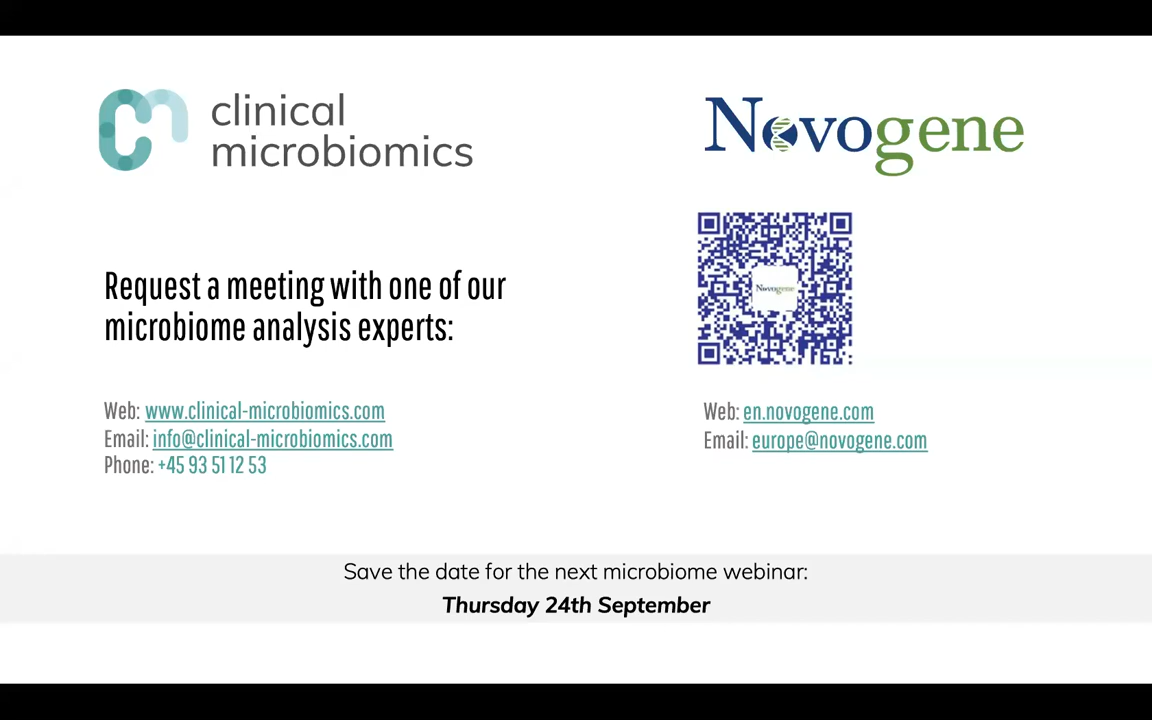 clinical
microbiomics
Novogene
Novogene
Request a meeting with one of our
microbiome analysis experts:
Web: www.clinical-microbiomics.com
Email: info@clinical-microbiomics.com
Phone: +45 93 51 12 53
Web: en.novogene.com
Email: europe@novogene.com
Save the date for the next microbiome webinar:
Thursday 24th September